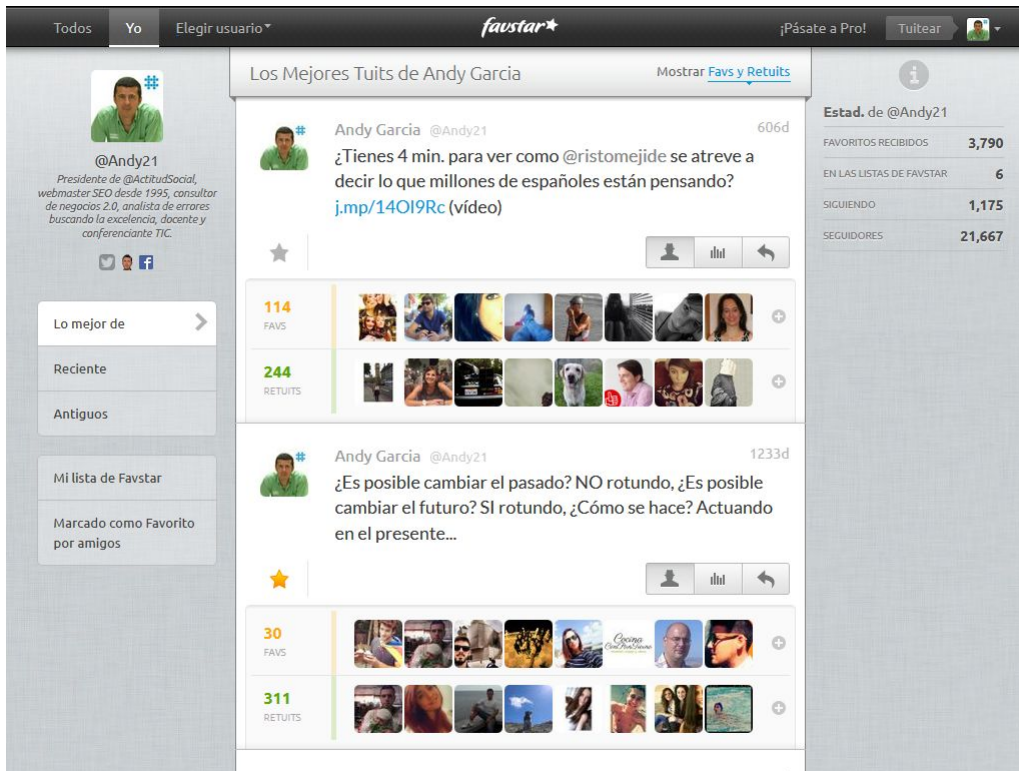 Todos Yo Elegir usuario favstar ¡Pásate a Pro! Tuitear
@Andy21
Presidente de @ActitudSocial,
webmaster SEO desde 1995, consultor
de negocios 2.0, analista de errores
buscando la excelencia, docente y
conferenciante TIC.
Lo mejor de
Reciente
Antiguos
Mi lista de Favstar
Marcado como Favorito
por amigos
Los Mejores Tuits de Andy Garcia Mostrar Favs y Retuits
Andy Garcia @Andy21 606d
¿Tienes 4 min. para ver como @ristomejide se atreve a
decir lo que millones de españoles están pensando?
j.mp/14OI9Rc (vídeo)
114
FAVS
244
RETUITS
Andy Garcia @Andy21 1233d
¿Es posible cambiar el pasado? NO rotundo, ¿Es posible
cambiar el futuro? SI rotundo, ¿Cómo se hace? Actuando
en el presente...
30
FAVS
311
RETUITS
Estad. de @Andy21
FAVORITOS RECIBIDOS 3,790
EN LAS LISTAS DE FAVSTAR 6
SIGUIENDO 1,175
SEGUIDORES 21,667